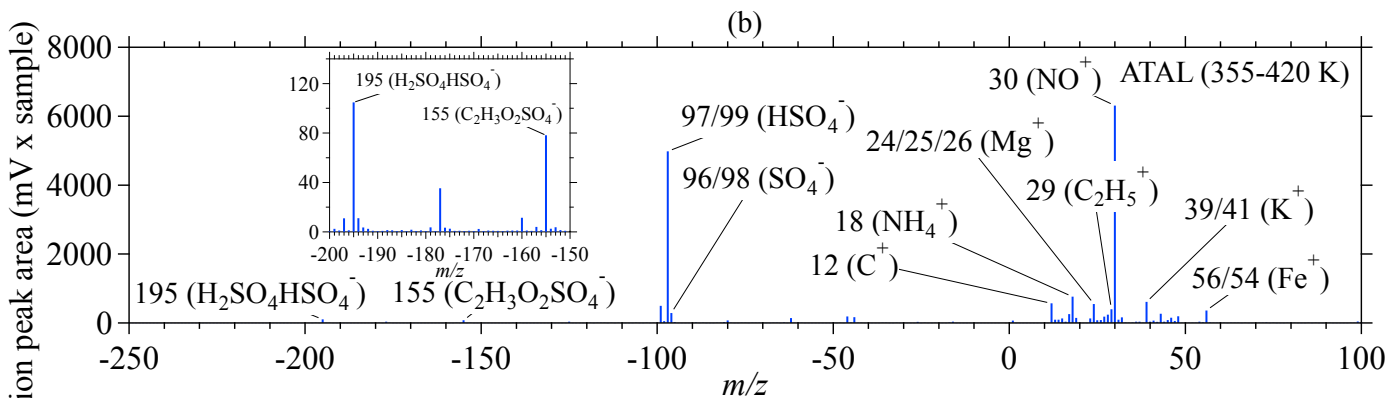 (b)
ion peak area (mV x sample)
8000
6000
4000
2000
0
ATAL (355-420 K)
30 (NO⁺)
97/99 (HSO₄⁻)
96/98 (SO₄⁻)
24/25/26 (Mg⁺)
29 (C₂H₅⁺)
18 (NH₄⁺)
12 (C⁺)
39/41 (K⁺)
56/54 (Fe⁺)
195 (H₂SO₄HSO₄⁻)
155 (C₂H₃O₂SO₄⁻)
120
80
40
0
195 (H₂SO₄HSO₄⁻)
155 (C₂H₃O₂SO₄⁻)
-200 -190 -180 -170 -160 -150
m/z
-250 -200 -150 -100 -50 0 50 100
m/z